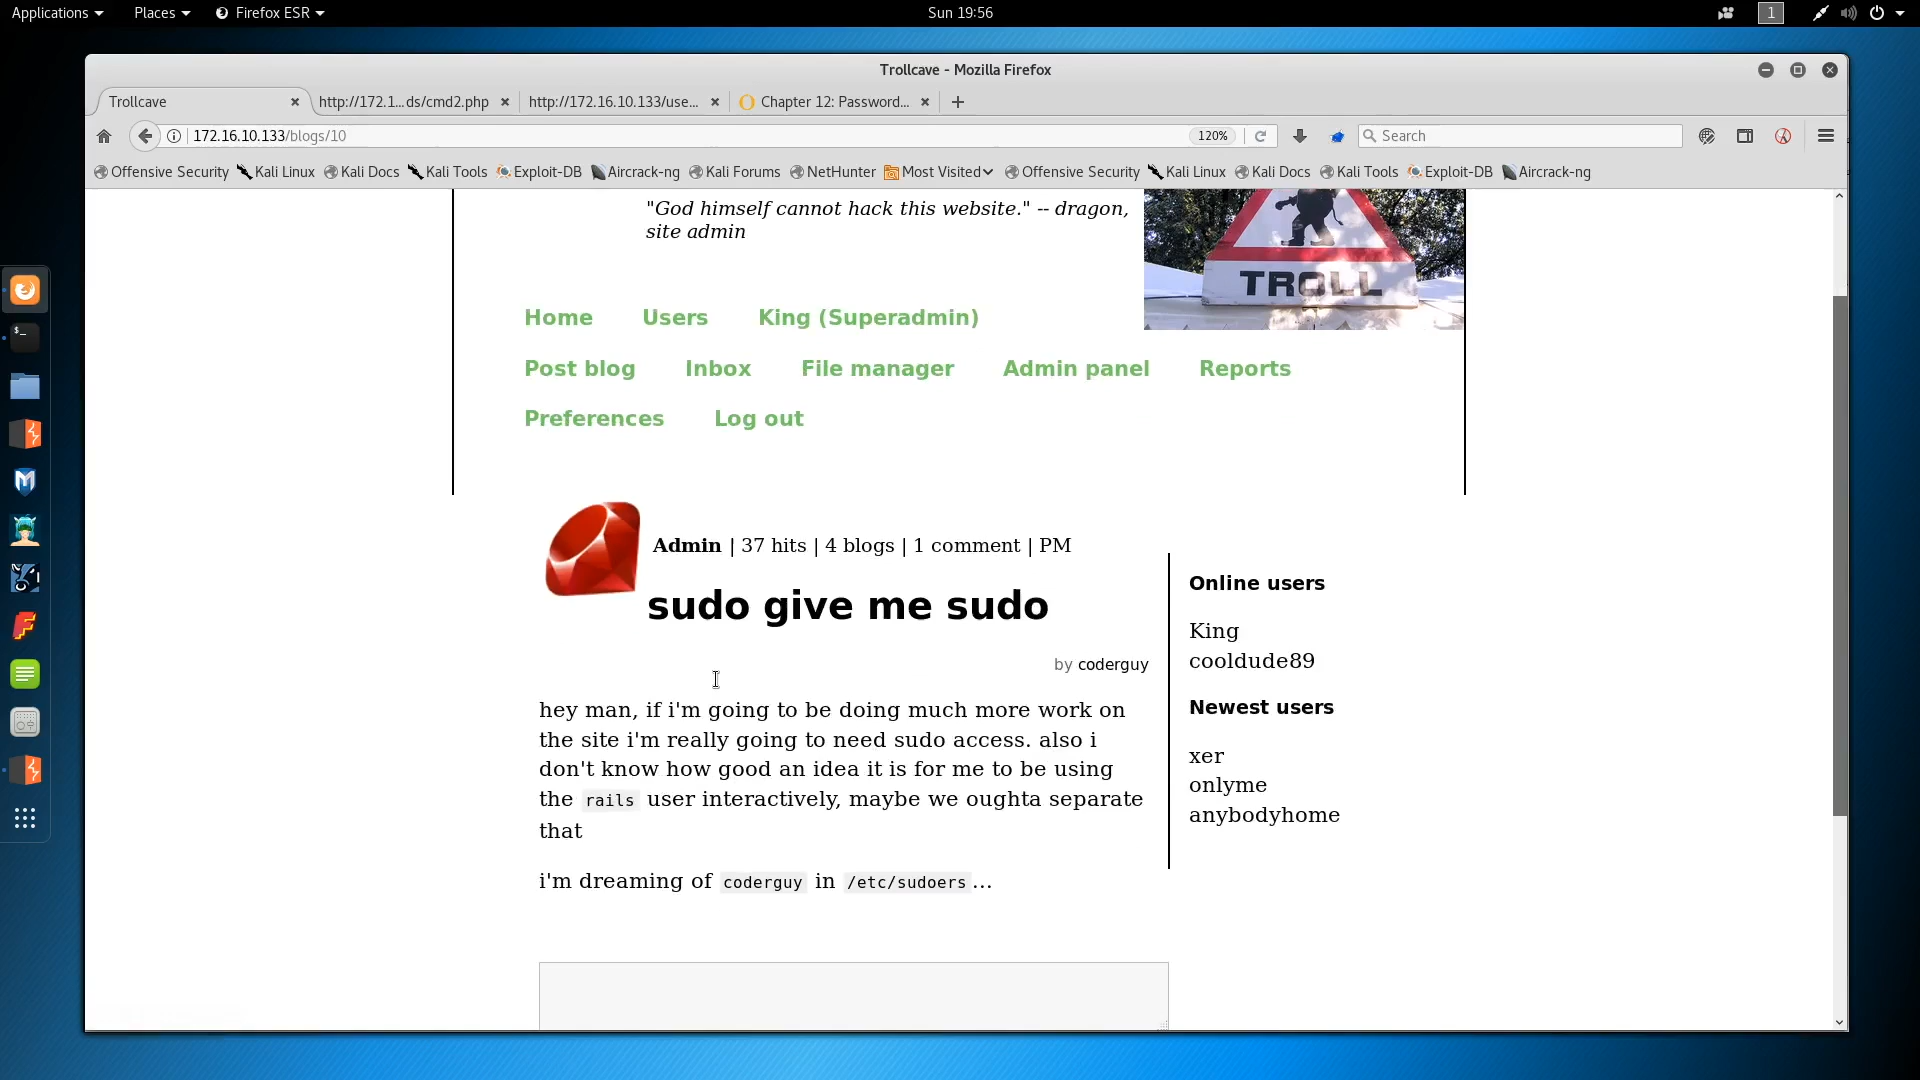 Applications Places Firefox ESR Sun 19:56 1
Trollcave - Mozilla Firefox
Trollcave http://172.1...ds/cmd2.php http://172.16.10.133/use... Chapter 12: Password...
172.16.10.133/blogs/10 120% Search
Offensive Security Kali Linux Kali Docs Kali Tools Exploit-DB Aircrack-ng Kali Forums NetHunter Most Visited Offensive Security Kali Linux Kali Docs Kali Tools Exploit-DB Aircrack-ng
"God himself cannot hack this website." -- dragon,
site admin
TROLL
Home Users King (Superadmin)
Post blog Inbox File manager Admin panel Reports
Preferences Log out
Admin | 37 hits | 4 blogs | 1 comment | PM
sudo give me sudo
by coderguy
hey man, if i'm going to be doing much more work on
the site i'm really going to need sudo access. also i
don't know how good an idea it is for me to be using
the rails user interactively, maybe we oughta separate
that
i'm dreaming of coderguy in /etc/sudoers...
Online users
King
cooldude89
Newest users
xer
onlyme
anybodyhome